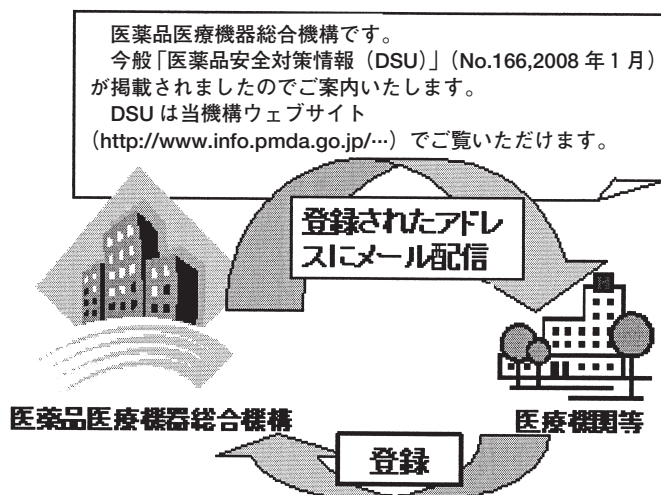 医薬品医療機器総合機構です。
今般「医薬品安全対策情報（DSU）」（No.166,2008 年 1 月）
が掲載されましたのでご案内いたします。
DSU は当機構ウェブサイト
（http://www.info.pmda.go.jp/…）でご覧いただけます。
登録されたアドレ
スにメール配信
H
医薬品医療機器総合機構
医療機関等
登録